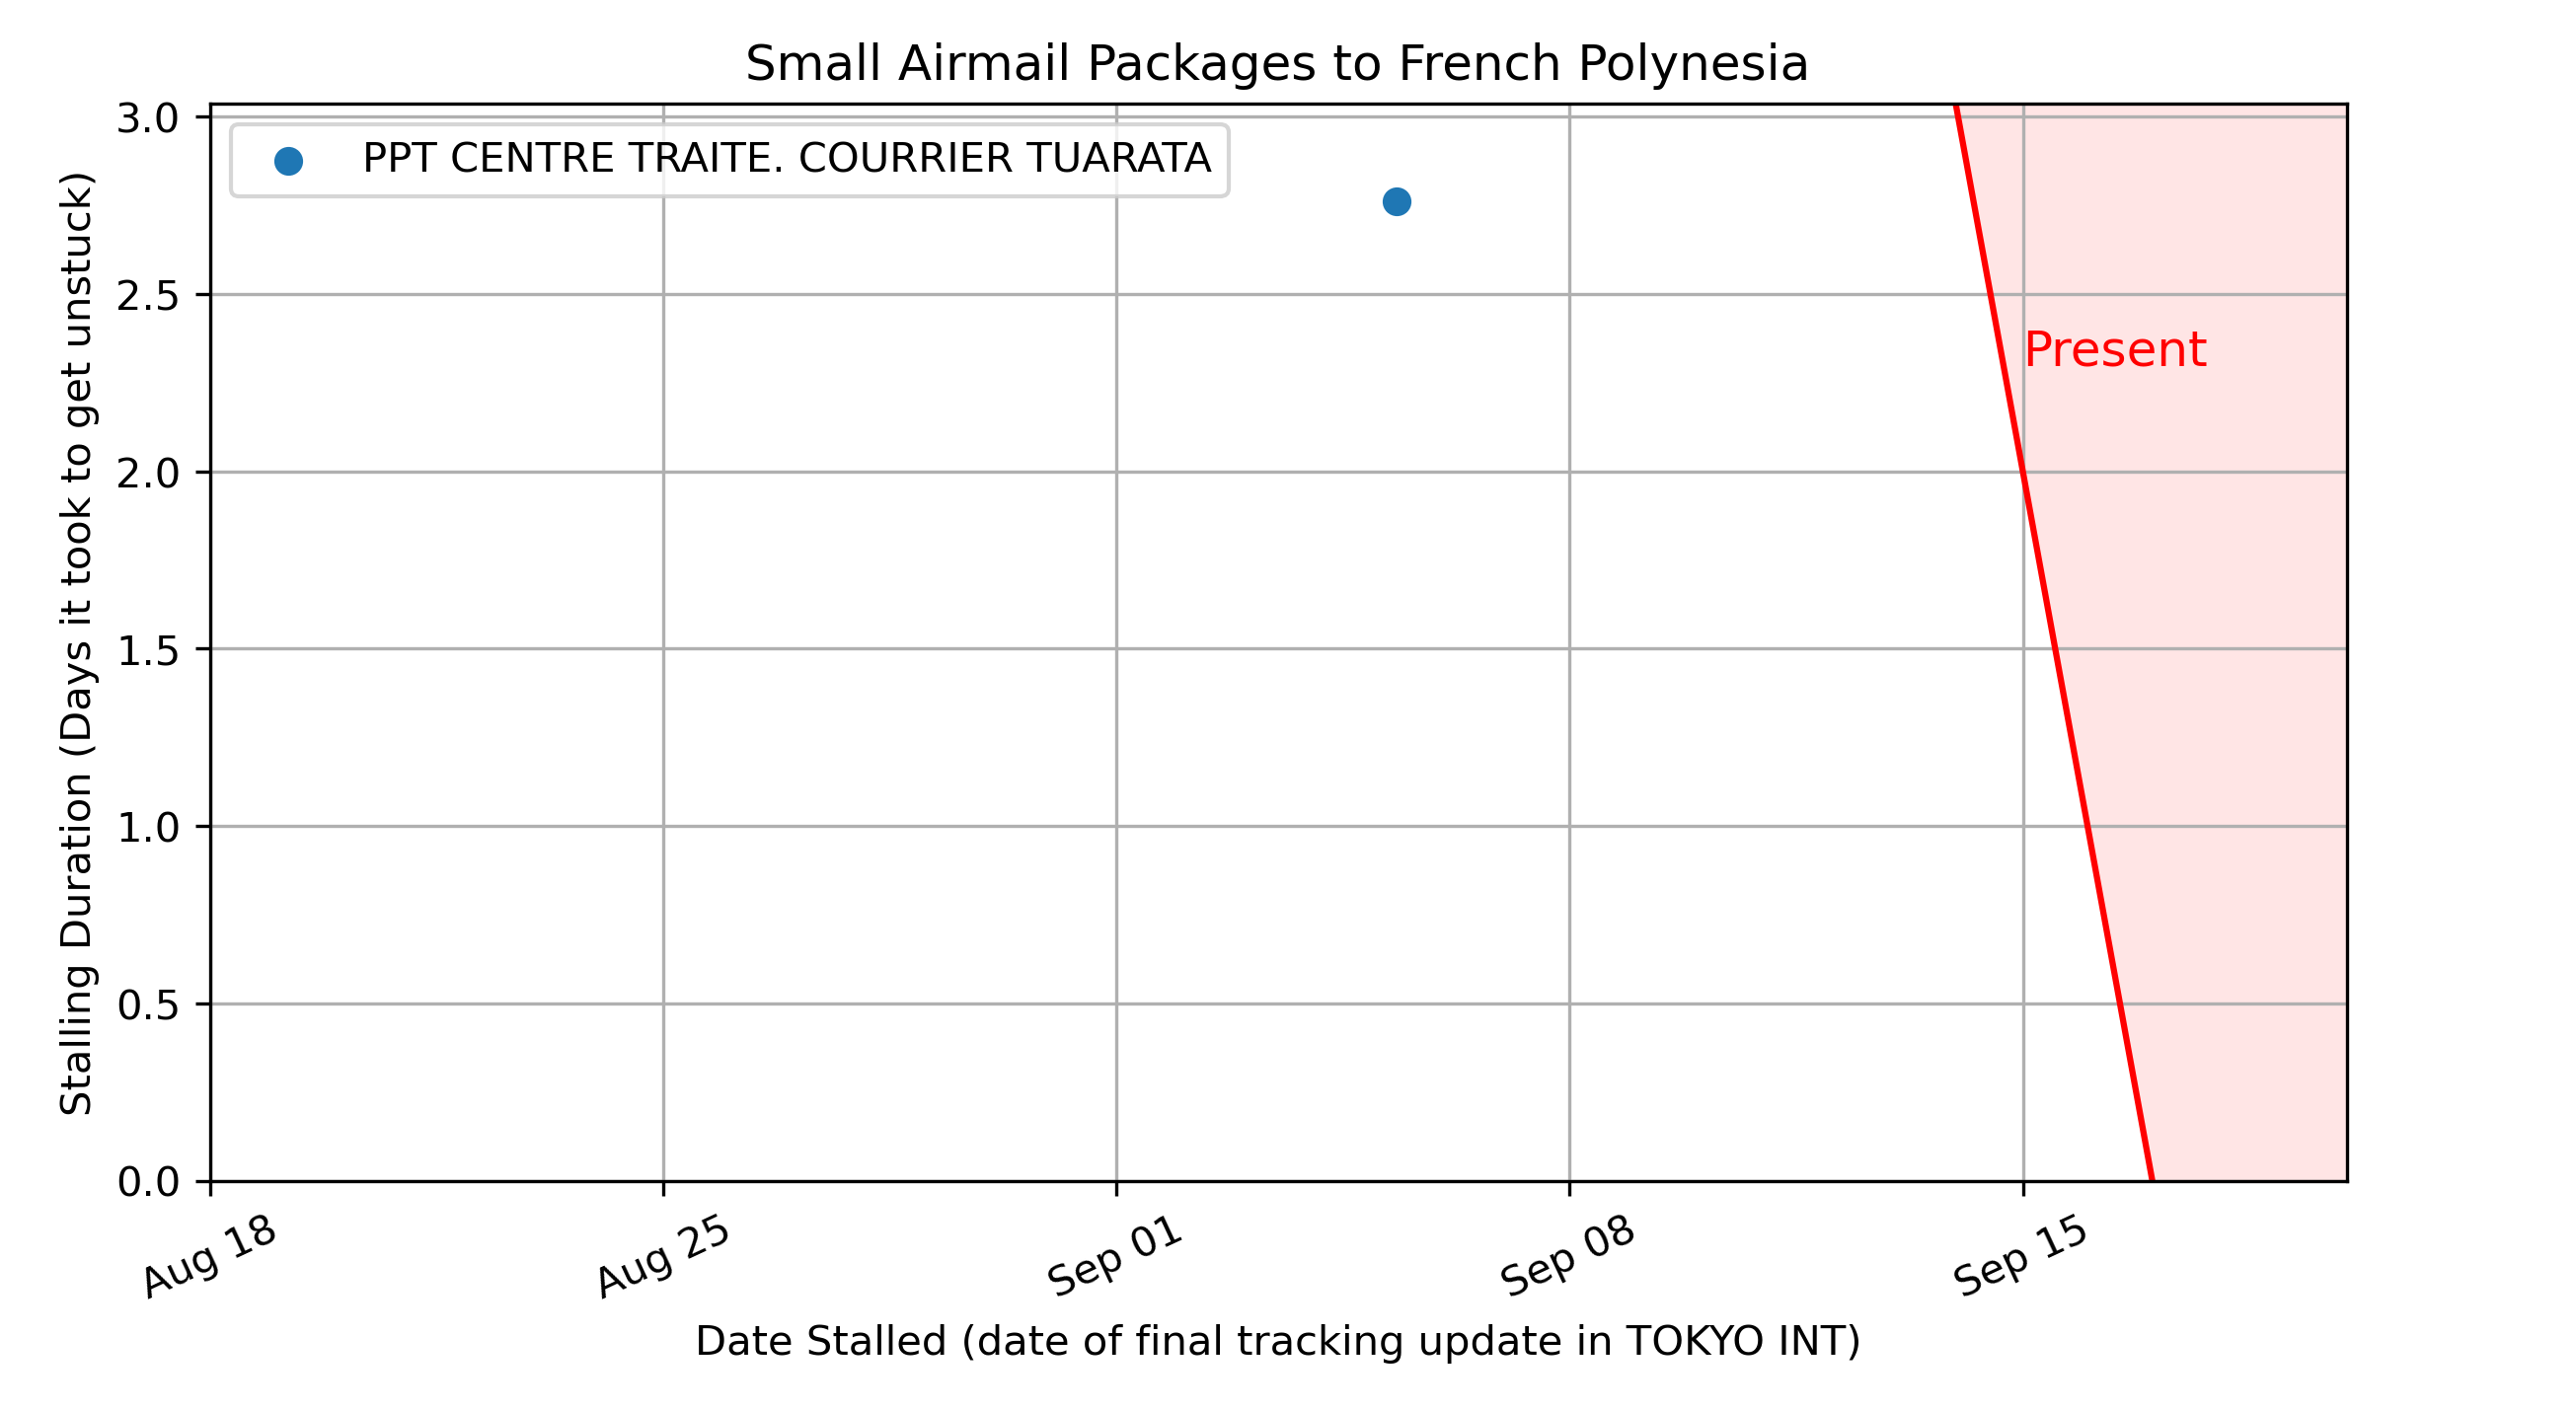 Small Airmail Packages to French Polynesia
PPT CENTRE TRAITE. COURRIER TUARATA
Present
Stalling Duration (Days it took to get unstuck)
3.0
2.5
2.0
1.5
1.0
0.5
0.0
Aug 18
Aug 25
Sep 01
Sep 08
Sep 15
Date Stalled (date of final tracking update in TOKYO INT)